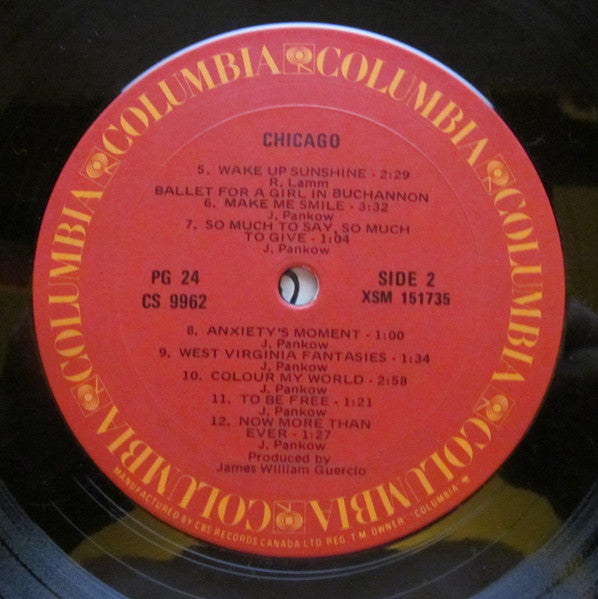 COLUMBIA COLUMBIA COLUMBIA COLUMBIA COLUMBIA COLUMBIA
CHICAGO
5. WAKE UP SUNSHINE - 2:29
R. Lamm
BALLET FOR A GIRL IN BUCHANNON
6. MAKE ME SMILE - 3:32
J. Pankow
7. SO MUCH TO SAY, SO MUCH
TO GIVE - 1:04
J. Pankow
PG 24 SIDE 2
CS 9962 XSM 151735
8. ANXIETY'S MOMENT - 1:00
J. Pankow
9. WEST VIRGINIA FANTASIES - 1:34
J. Pankow
10. COLOUR MY WORLD - 2:58
J. Pankow
11. TO BE FREE - 1:21
J. Pankow
12. NOW MORE THAN
EVER - 1:27
J. Pankow
Produced by
James William Guercio
MANUFACTURED BY CBS RECORDS CANADA LTD REG. T M OWNER - COLUMBIA